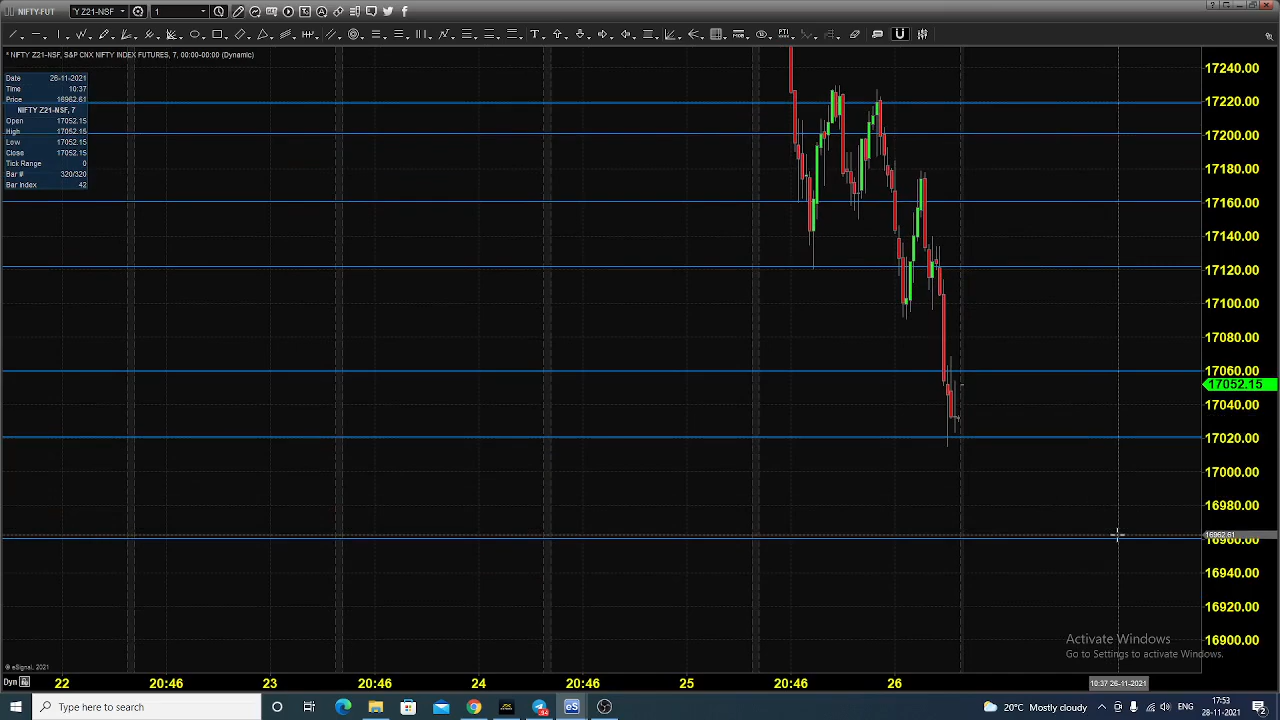 NIFTY-FUT
Y Z21-NSF
1
* NIFTY Z21-NSF, S&P CNX NIFTY INDEX FUTURES, 7, 00:00-00:00 (Dynamic)
Date 26-11-2021
Time 10:37
Price 16962.61
NIFTY Z21-NSF, 7
Open 17052.15
High 17052.15
Low 17052.15
Close 17052.15
Tick Range 0
Bar # 320/320
Bar Index 42
17240.00
17220.00
17200.00
17180.00
17160.00
17140.00
17120.00
17100.00
17080.00
17060.00
17052.15
17040.00
17020.00
17000.00
16980.00
16962.61
16960.00
16940.00
16920.00
16900.00
Activate Windows
Go to Settings to activate Windows.
© eSignal, 2021
Dyn
22 20:46 23 20:46 24 20:46 25 20:46 26
10:37 26-11-2021
Type here to search
eS
20°C Mostly cloudy
ENG
17:53
28-11-2021